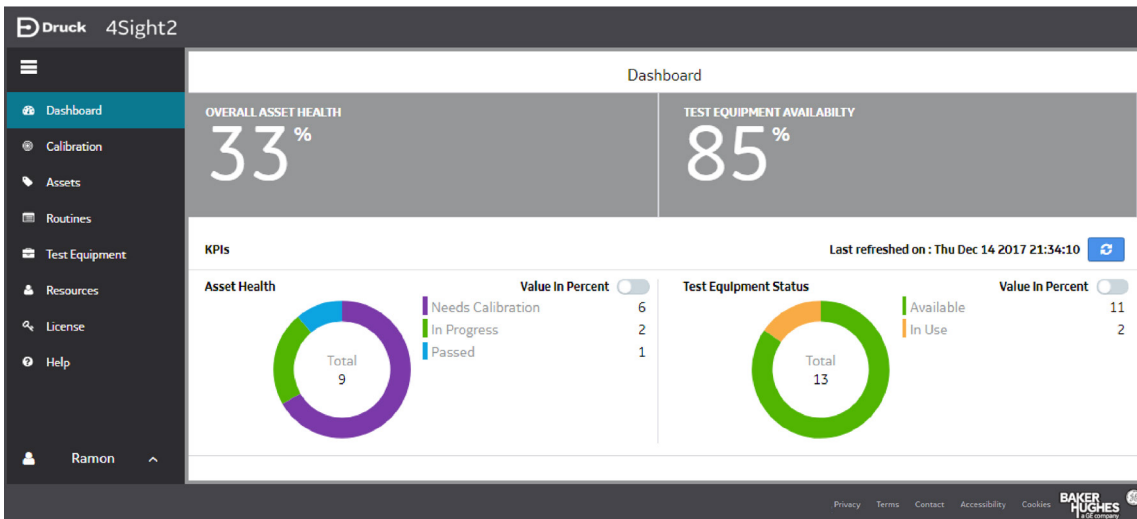 Druck 4Sight2
Dashboard
Dashboard
Calibration
Assets
Routines
Test Equipment
Resources
License
Help
Ramon
OVERALL ASSET HEALTH
33%
TEST EQUIPMENT AVAILABILTY
85%
KPIs
Last refreshed on : Thu Dec 14 2017 21:34:10
Asset Health
Value In Percent
Needs Calibration 6
In Progress 2
Passed 1
Total
9
Test Equipment Status
Value In Percent
Available 11
In Use 2
Total
13
Privacy Terms Contact Accessibility Cookies
BAKER
HUGHES
a GE company